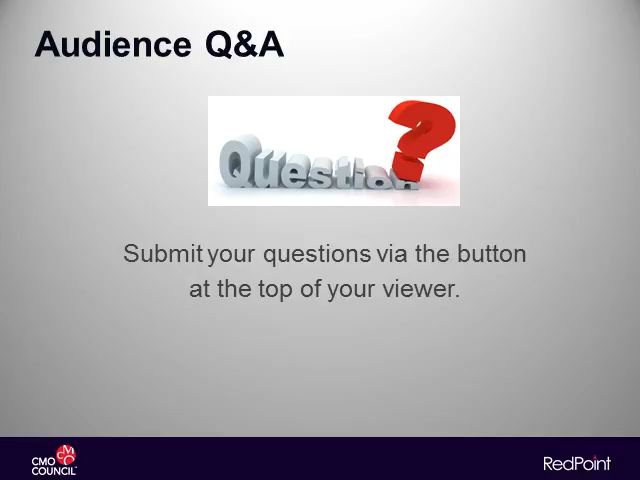 Audience Q&A
Question?
Submit your questions via the button
at the top of your viewer.
CMO
COUNCIL
RedPoint